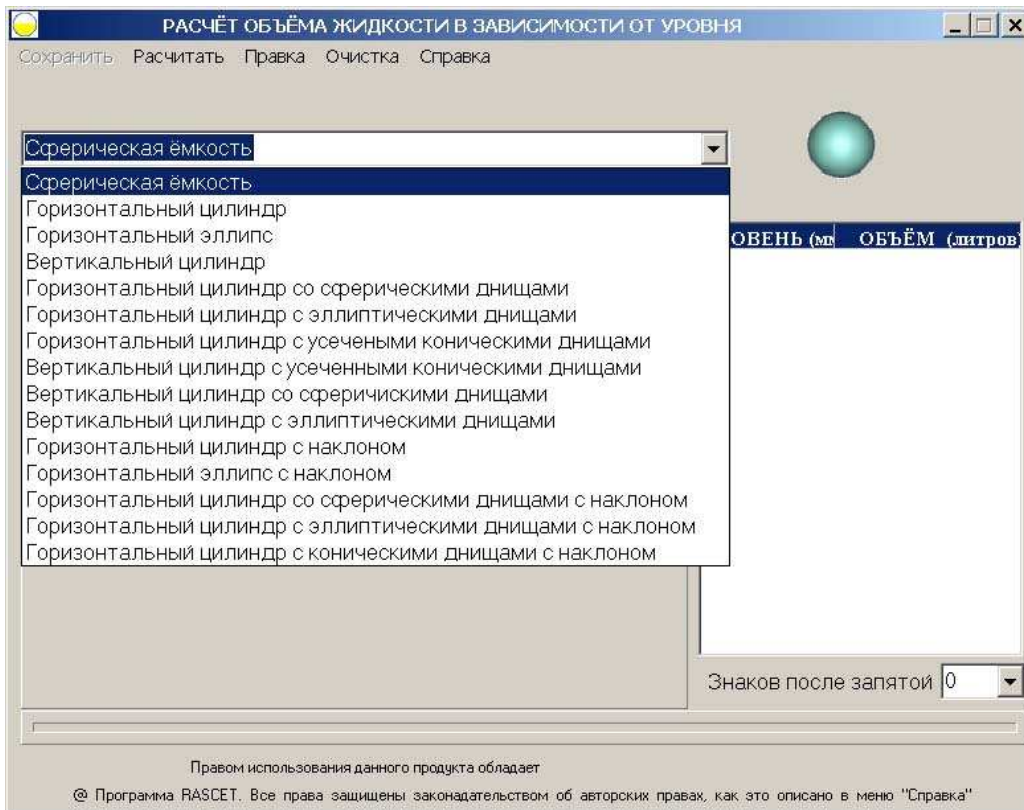 РАСЧЁТ ОБЪЁМА ЖИДКОСТИ В ЗАВИСИМОСТИ ОТ УРОВНЯ
Сохранить Расчитать Правка Очистка Справка
Сферическая ёмкость
Сферическая ёмкость
Горизонтальный цилиндр
Горизонтальный эллипс
Вертикальный цилиндр
Горизонтальный цилиндр со сферическими днищами
Горизонтальный цилиндр с эллиптическими днищами
Горизонтальный цилиндр с усечеными коническими днищами
Вертикальный цилиндр с усеченными коническими днищами
Вертикальный цилиндр со сферичискими днищами
Вертикальный цилиндр с эллиптическими днищами
Горизонтальный цилиндр с наклоном
Горизонтальный эллипс с наклоном
Горизонтальный цилиндр со сферическими днищами с наклоном
Горизонтальный цилиндр с эллиптическими днищами с наклоном
Горизонтальный цилиндр с коническими днищами с наклоном
ОВЕНЬ (мм ОБЪЁМ (литров)
Знаков после запятой 0
Правом использования данного продукта обладает
@ Программа RASCET. Все права защищены законадательством об авторских правах, как это описано в меню "Справка"